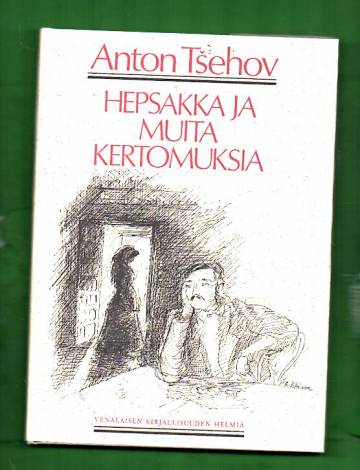 Anton Tšehov
HEPSAKKA JA
MUITA
KERTOMUKSIA
VENÄLÄISEN KIRJALLISUUDEN HELMIÄ